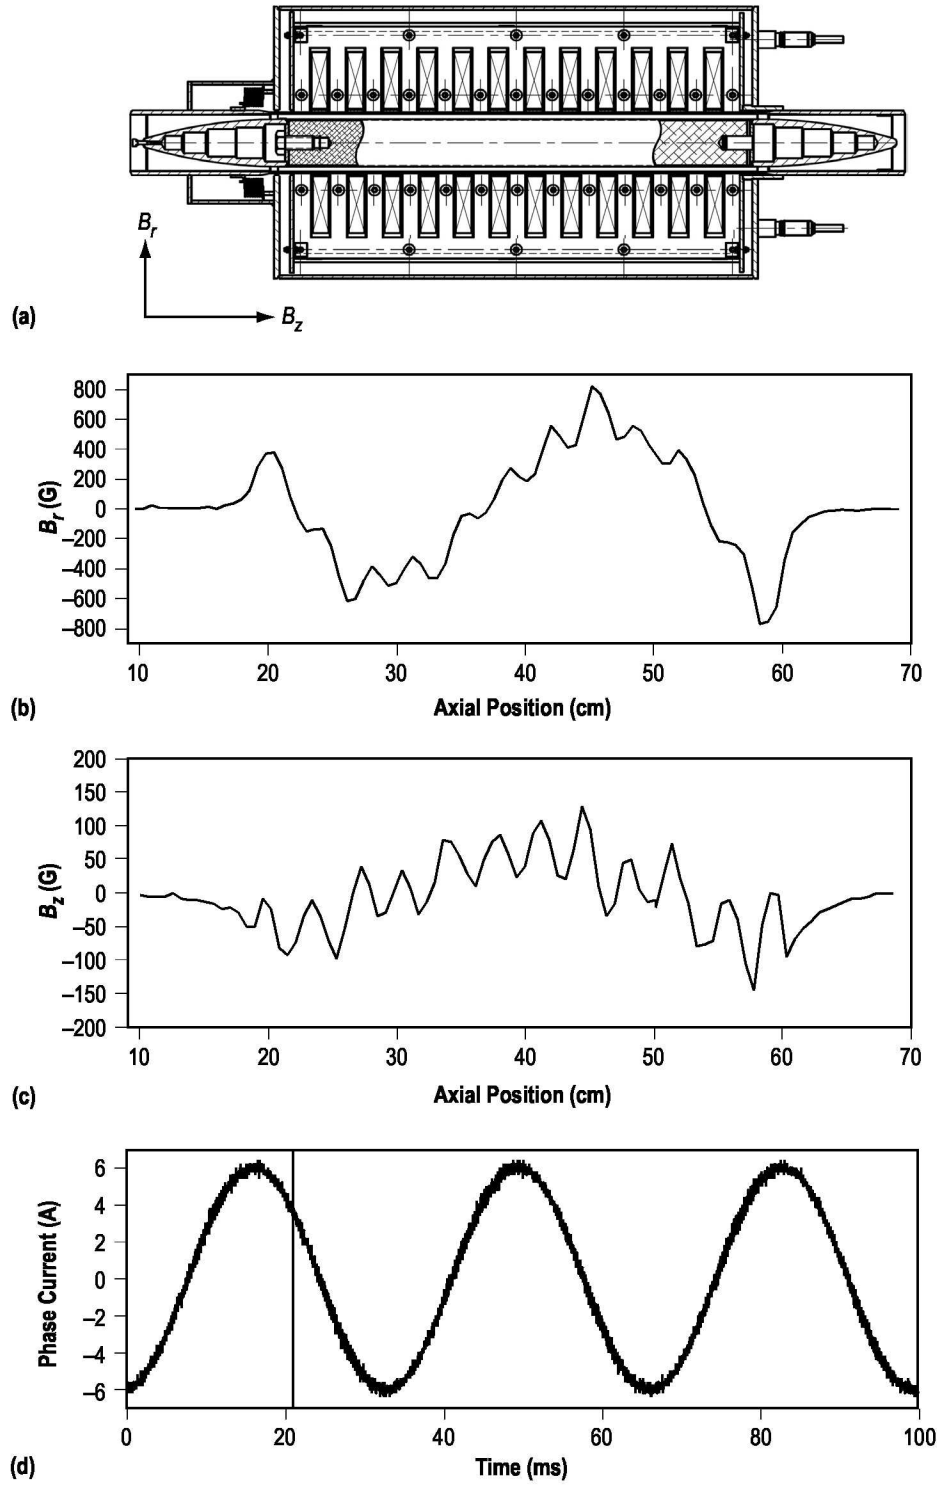 B_r
B_z
(a)
B_r (G)
800
600
400
200
0
−200
−400
−600
−800
10 20 30 40 50 60 70
Axial Position (cm)
(b)
B_z (G)
200
150
100
50
0
−50
−100
−150
−200
10 20 30 40 50 60 70
Axial Position (cm)
(c)
Phase Current (A)
6
4
2
0
−2
−4
−6
0 20 40 60 80 100
Time (ms)
(d)